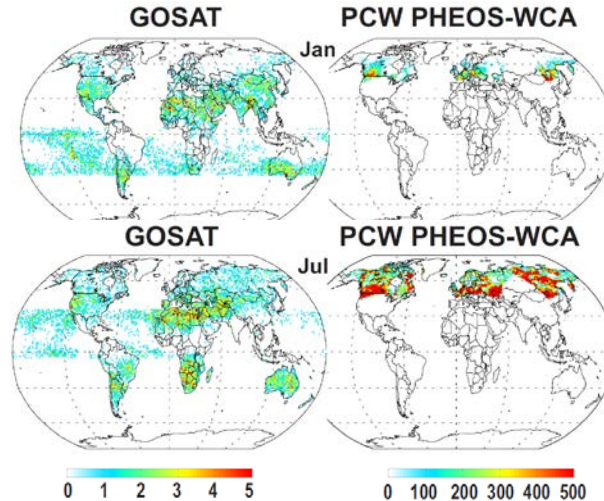 GOSAT PCW PHEOS-WCA
Jan
GOSAT PCW PHEOS-WCA
Jul
0 1 2 3 4 5 0 100 200 300 400 500